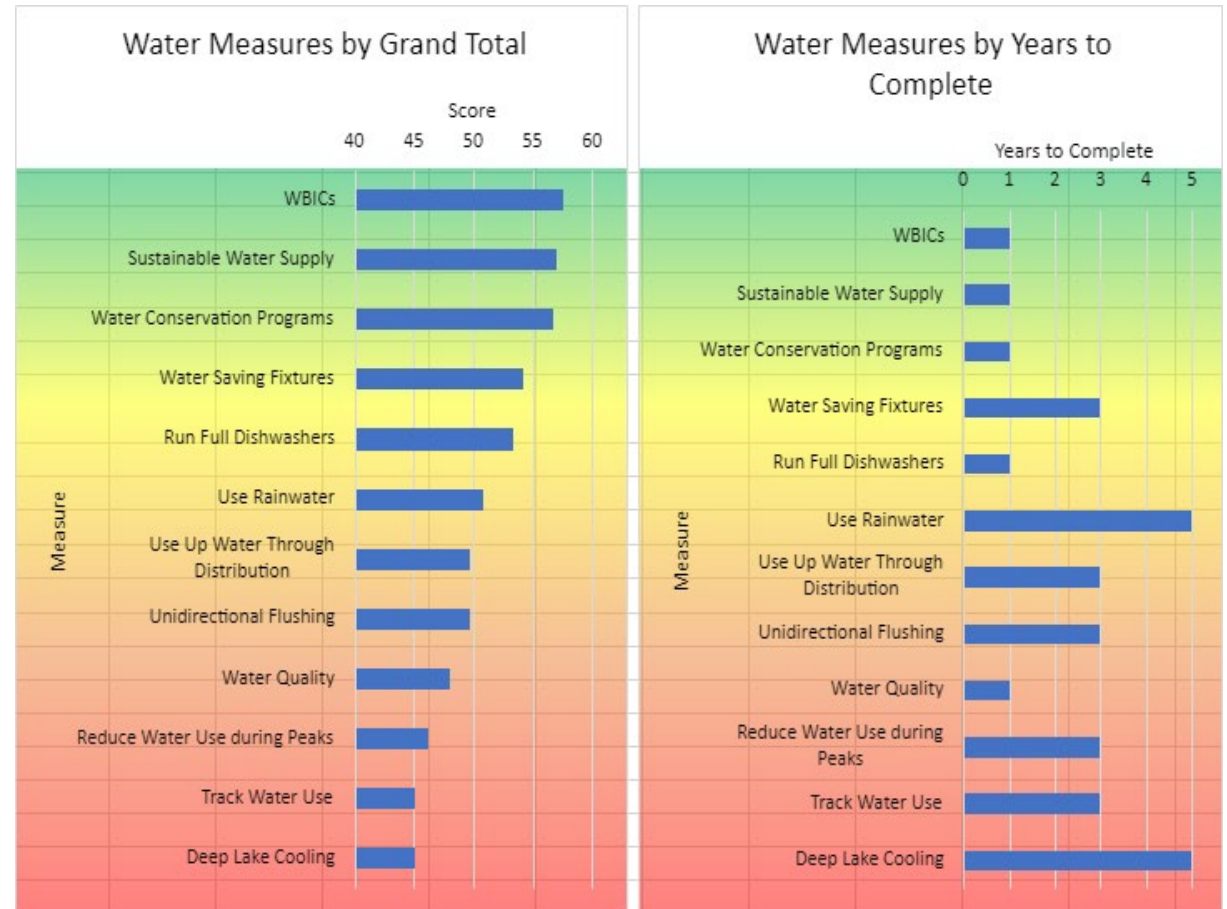 Water Measures by Grand Total
Score
40 45 50 55 60
WBICs
Sustainable Water Supply
Water Conservation Programs
Water Saving Fixtures
Run Full Dishwashers
Use Rainwater
Use Up Water Through
Distribution
Unidirectional Flushing
Water Quality
Reduce Water Use during Peaks
Track Water Use
Deep Lake Cooling
Measure
Water Measures by Years to
Complete
Years to Complete
0 1 2 3 4 5
WBICs
Sustainable Water Supply
Water Conservation Programs
Water Saving Fixtures
Run Full Dishwashers
Use Rainwater
Use Up Water Through
Distribution
Unidirectional Flushing
Water Quality
Reduce Water Use during
Peaks
Track Water Use
Deep Lake Cooling
Measure